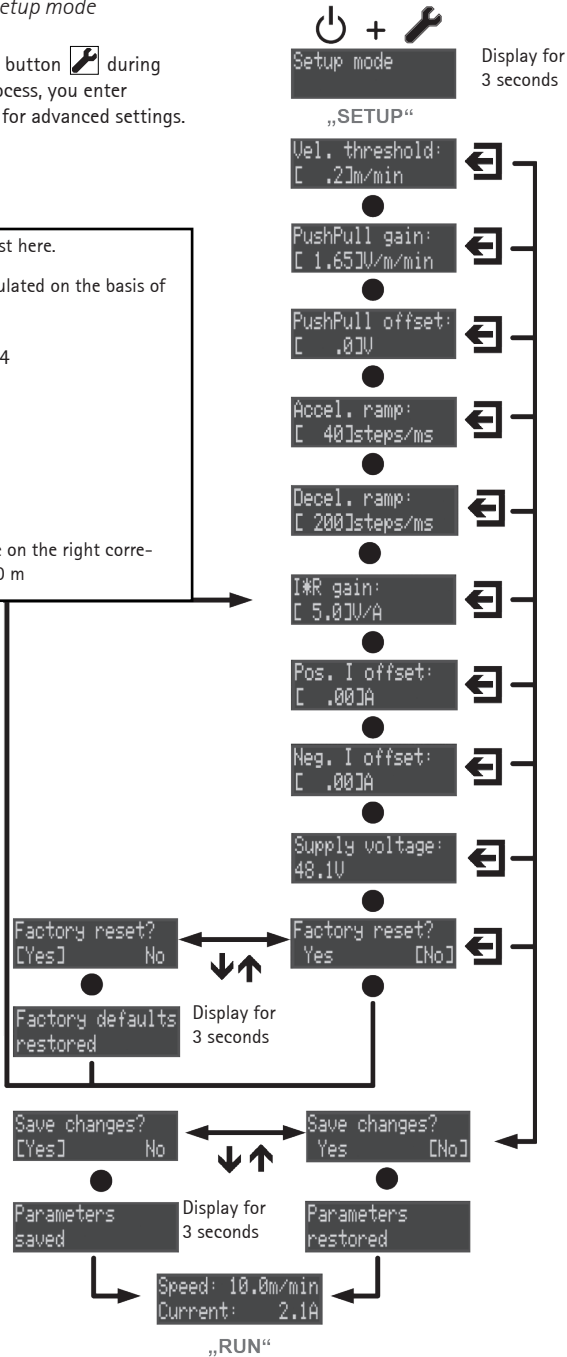 etup mode
button during
ocess, you enter
for advanced settings.
st here.
ulated on the basis of
4
e on the right corre-
0 m
+
Setup mode
Display for
3 seconds
„SETUP“
Vel. threshold:
[ .2]m/min
PushPull gain:
[ 1.65]V/m/min
PushPull offset:
[ .0]V
Accel. ramp:
[ 40]steps/ms
Decel. ramp:
[ 200]steps/ms
I*R gain:
[ 5.0]V/A
Pos. I offset:
[ .00]A
Neg. I offset:
[ .00]A
Supply voltage:
48.1V
Factory reset?
[Yes] No
Factory reset?
Yes [No]
Factory defaults
restored
Display for
3 seconds
Save changes?
[Yes] No
Save changes?
Yes [No]
Parameters
saved
Display for
3 seconds
Parameters
restored
Speed: 10.0m/min
Current: 2.1A
„RUN“